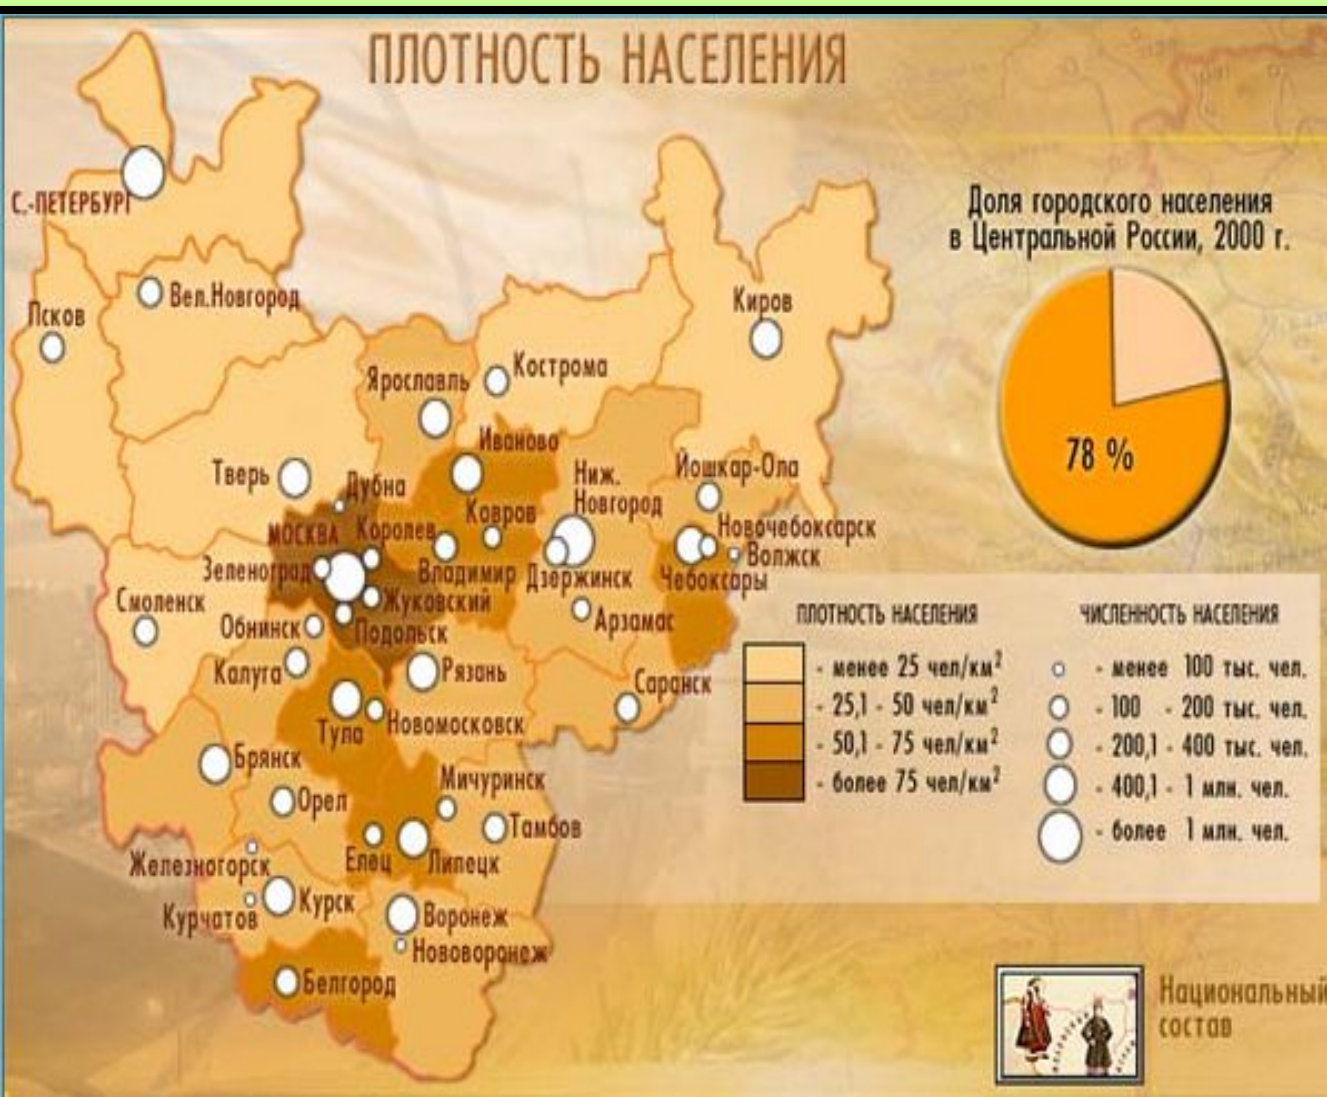 ПЛОТНОСТЬ НАСЕЛЕНИЯ
С.-ПЕТЕРБУРГ
Вел.Новгород
Псков
Киров
Кострома
Ярославль
Иваново
Тверь
Дубна
Ниж.
Новгород
Йошкар-Ола
МОСКВА
Королев
Ковров
Новочебоксарск
Волжск
Зеленоград
Владимир
Дзержинск
Чебоксары
Смоленск
Жуковский
Обнинск
Подольск
Арзамас
Калуга
Рязань
Саранск
Тула
Новомосковск
Брянск
Мичуринск
Орел
Тамбов
Железногорск
Елец
Липецк
Курск
Курчатов
Воронеж
Нововоронеж
Белгород
Доля городского населения
в Центральной России, 2000 г.
78 %
ПЛОТНОСТЬ НАСЕЛЕНИЯ
- менее 25 чел/км²
- 25,1 - 50 чел/км²
- 50,1 - 75 чел/км²
- более 75 чел/км²
ЧИСЛЕННОСТЬ НАСЕЛЕНИЯ
- менее 100 тыс. чел.
- 100 - 200 тыс. чел.
- 200,1 - 400 тыс. чел.
- 400,1 - 1 млн. чел.
- более 1 млн. чел.
Национальный
состав